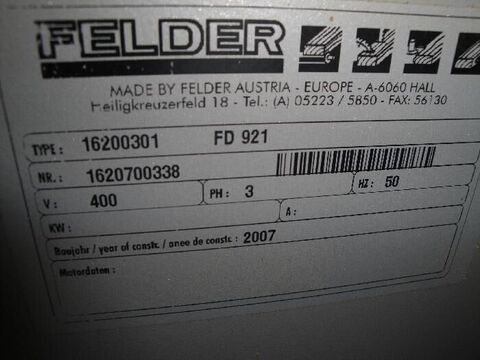 FELDER
MADE BY FELDER AUSTRIA - EUROPE - A-6060 HALL
Heiligkreuzerfeld 18 - Tel.: (A) 05223 / 5850 - FAX: 56130
TYPE: 16200301 FD 921
NR.: 1620700338
V: 400 PH: 3 HZ: 50
KW: A:
Baujahr / year of constr. / anee de constr.: 2007
Motordaten: